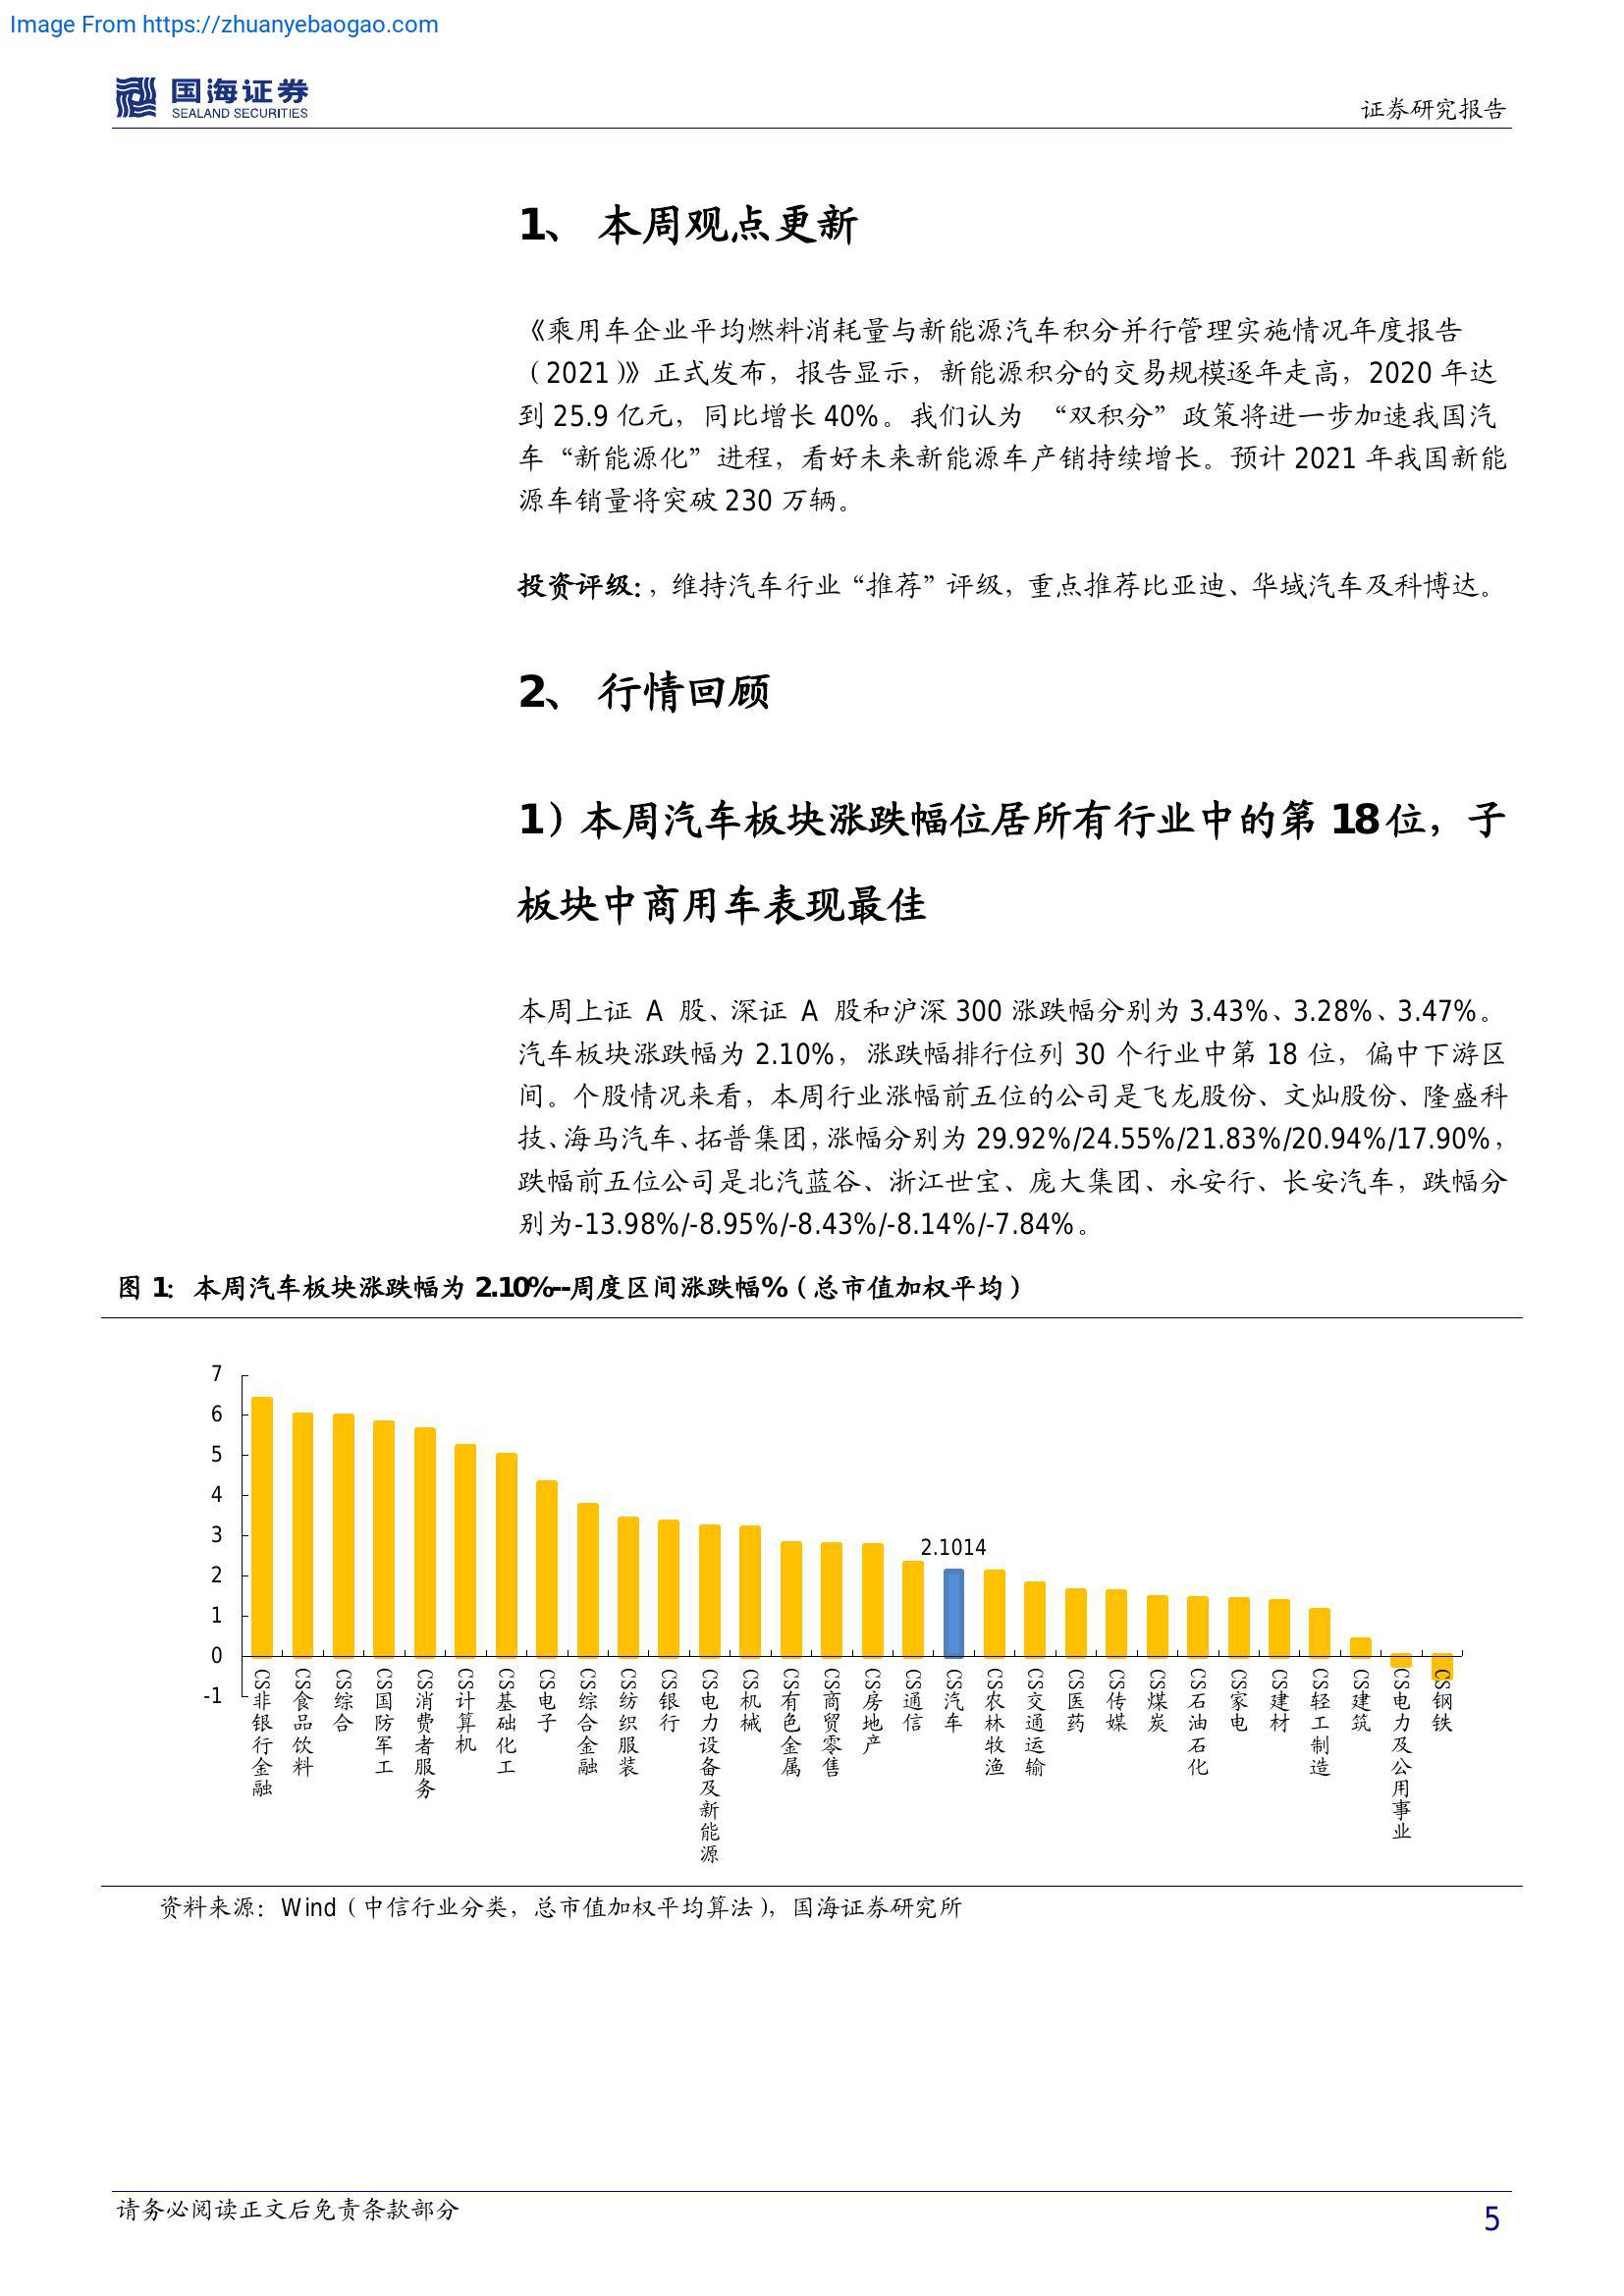 Image From https://zhuanyebaogao.com
国海证券
SEALAND SECURITIES
证券研究报告
1、 本周观点更新
《乘用车企业平均燃料消耗量与新能源汽车积分并行管理实施情况年度报告
（2021）》正式发布，报告显示，新能源积分的交易规模逐年走高，2020 年达
到 25.9 亿元，同比增长 40%。我们认为 “双积分”政策将进一步加速我国汽
车“新能源化”进程，看好未来新能源车产销持续增长。预计 2021 年我国新能
源车销量将突破 230 万辆。
投资评级：，维持汽车行业“推荐”评级，重点推荐比亚迪、华域汽车及科博达。
2、 行情回顾
1）本周汽车板块涨跌幅位居所有行业中的第 18 位，子
板块中商用车表现最佳
本周上证 A 股、深证 A 股和沪深 300 涨跌幅分别为 3.43%、3.28%、3.47%。
汽车板块涨跌幅为 2.10%，涨跌幅排行位列 30 个行业中第 18 位，偏中下游区
间。个股情况来看，本周行业涨幅前五位的公司是飞龙股份、文灿股份、隆盛科
技、海马汽车、拓普集团，涨幅分别为 29.92%/24.55%/21.83%/20.94%/17.90%，
跌幅前五位公司是北汽蓝谷、浙江世宝、庞大集团、永安行、长安汽车，跌幅分
别为-13.98%/-8.95%/-8.43%/-8.14%/-7.84%。
图 1：本周汽车板块涨跌幅为 2.10%--周度区间涨跌幅%（总市值加权平均）
7
6
5
4
3
2
1
0
-1
2.1014
CS非银行金融
CS食品饮料
CS综合
CS国防军工
CS消费者服务
CS计算机
CS基础化工
CS电子
CS综合金融
CS纺织服装
CS银行
CS电力设备及新能源
CS机械
CS有色金属
CS商贸零售
CS房地产
CS通信
CS汽车
CS农林牧渔
CS交通运输
CS医药
CS传媒
CS煤炭
CS石油石化
CS家电
CS建材
CS轻工制造
CS建筑
CS电力及公用事业
CS钢铁
资料来源：Wind（中信行业分类，总市值加权平均算法），国海证券研究所
请务必阅读正文后免责条款部分
5